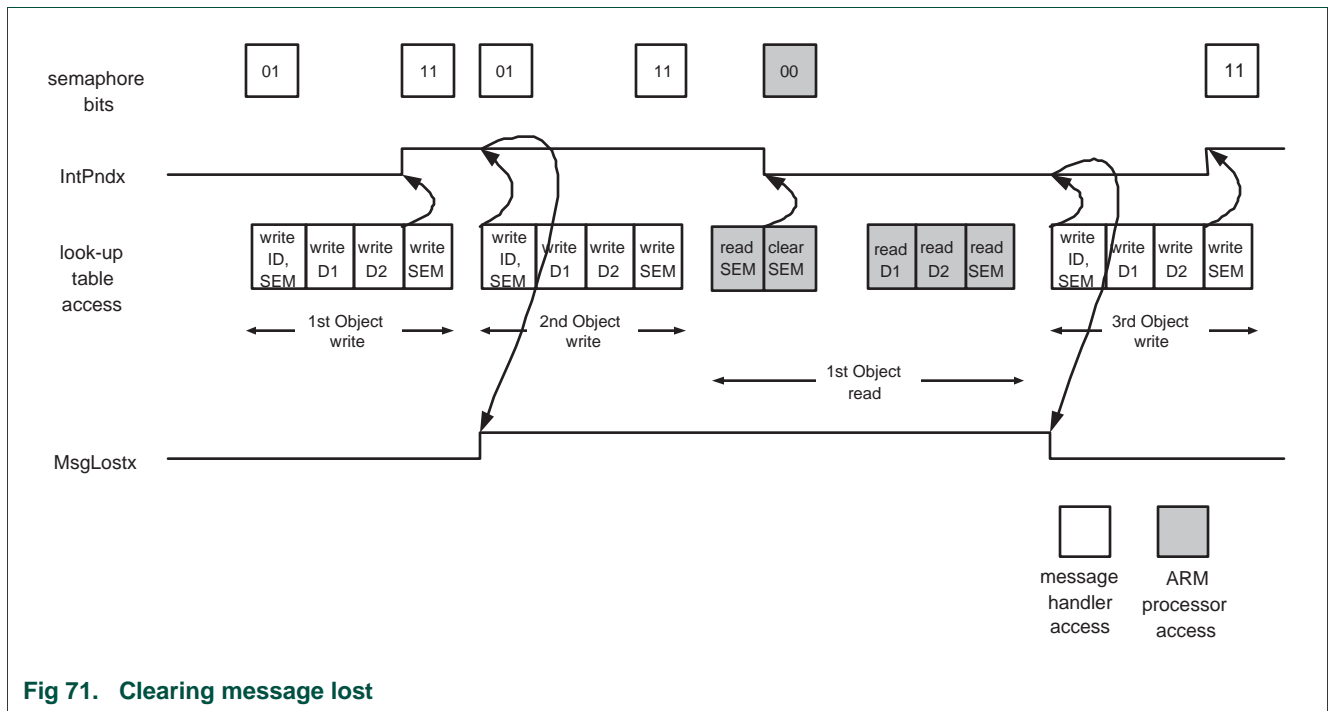 semaphore
bits
01
11
01
11
00
11
IntPndx
look-up
table
access
write
ID,
SEM
write
D1
write
D2
write
SEM
write
ID,
SEM
write
D1
write
D2
write
SEM
read
SEM
clear
SEM
read
D1
read
D2
read
SEM
write
ID,
SEM
write
D1
write
D2
write
SEM
1st Object
write
2nd Object
write
1st Object
read
3rd Object
write
MsgLostx
message
handler
access
ARM
processor
access
Fig 71. Clearing message lost